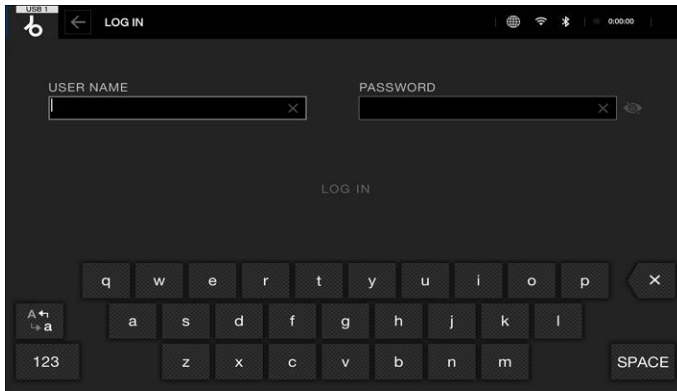 USB 1
LOG IN
0:00:00
USER NAME
PASSWORD
LOG IN
q w e r t y u i o p
A a
a s d f g h j k l
123 z x c v b n m SPACE